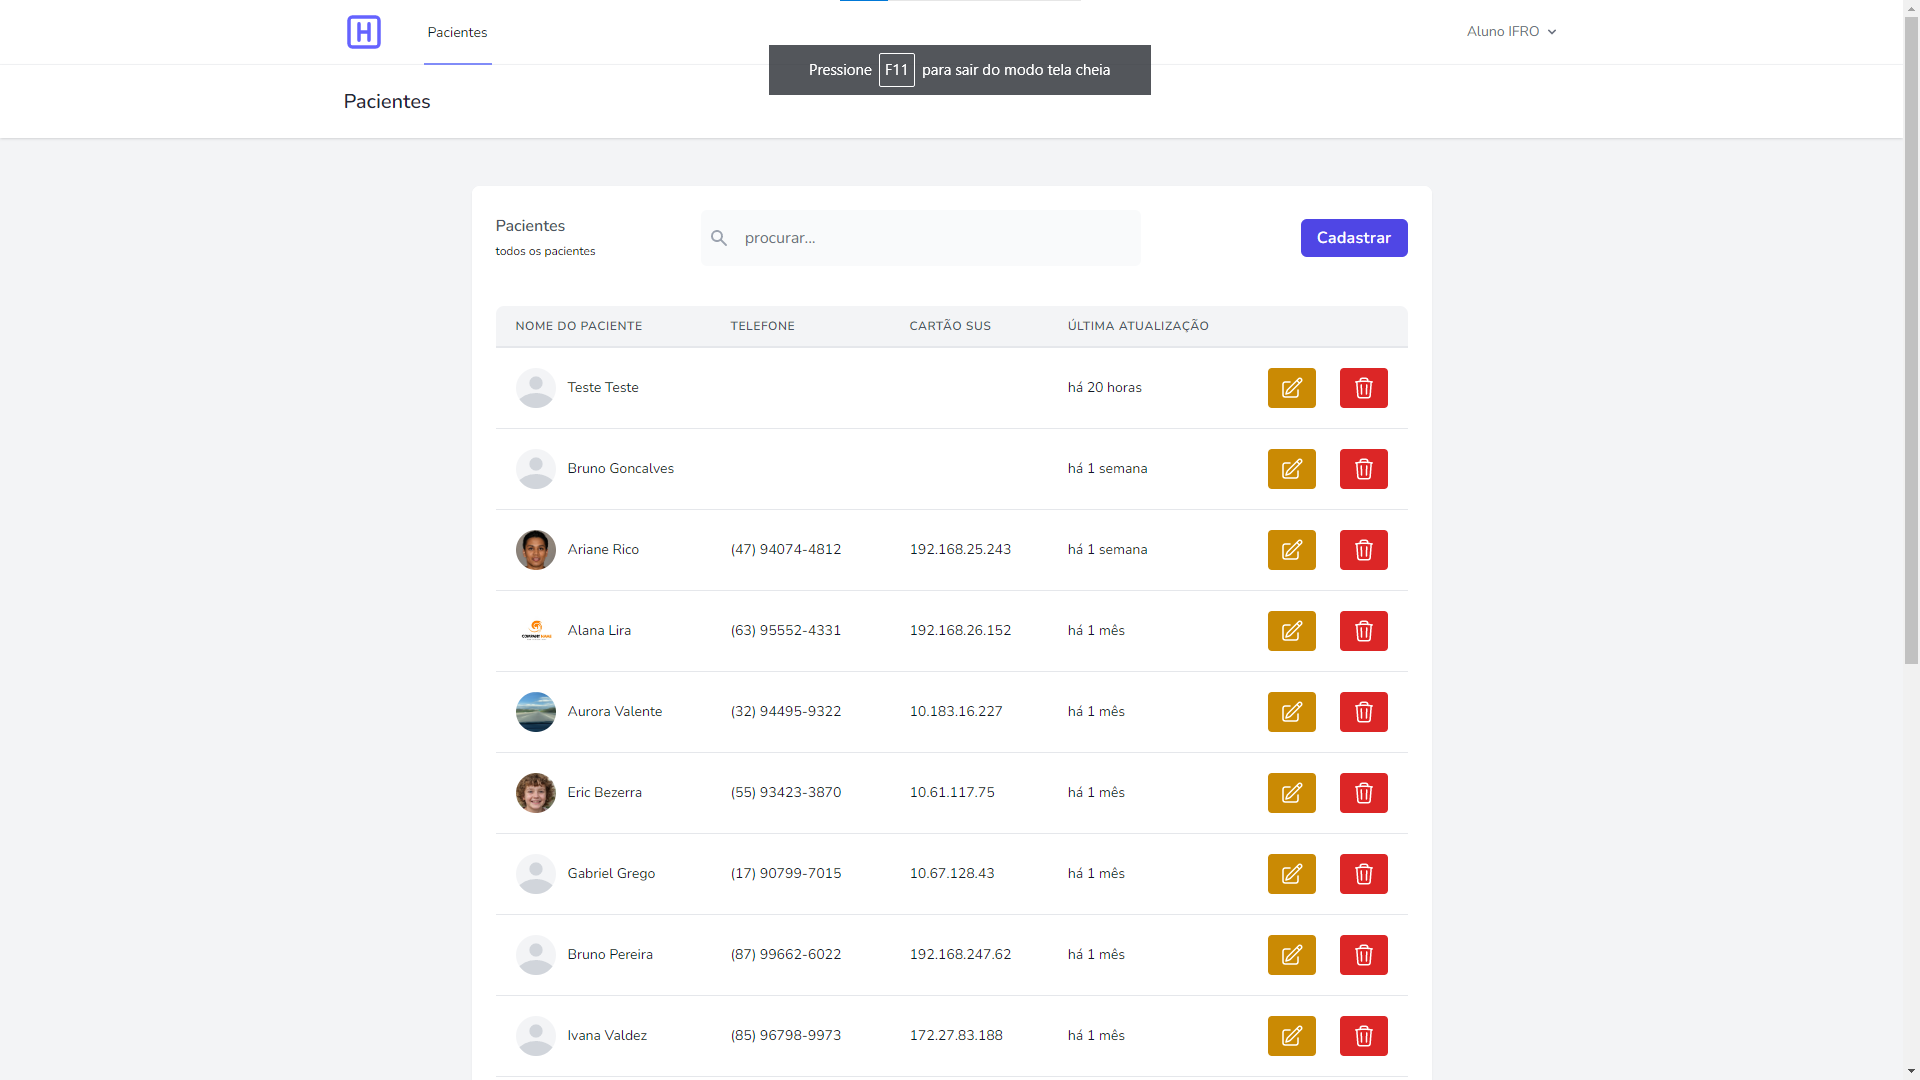 H
Pacientes
Aluno IFRO
Pressione F11 para sair do modo tela cheia
Pacientes
Pacientes
todos os pacientes
procurar...
Cadastrar
NOME DO PACIENTE TELEFONE CARTÃO SUS ÚLTIMA ATUALIZAÇÃO
Teste Teste há 20 horas
Bruno Goncalves há 1 semana
Ariane Rico (47) 94074-4812 192.168.25.243 há 1 semana
Alana Lira (63) 95552-4331 192.168.26.152 há 1 mês
Aurora Valente (32) 94495-9322 10.183.16.227 há 1 mês
Eric Bezerra (55) 93423-3870 10.61.117.75 há 1 mês
Gabriel Grego (17) 90799-7015 10.67.128.43 há 1 mês
Bruno Pereira (87) 99662-6022 192.168.247.62 há 1 mês
Ivana Valdez (85) 96798-9973 172.27.83.188 há 1 mês